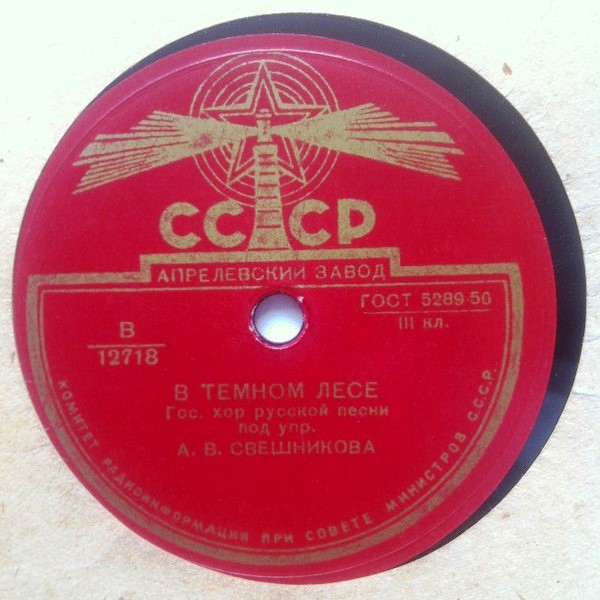 СССР
АПРЕЛЕВСКИЙ ЗАВОД
ГОСТ 5289-50
III кл.
В
12718
В ТЕМНОМ ЛЕСЕ
Гос. хор русской песни
под упр.
А. В. СВЕШНИКОВА
КОМИТЕТ РАДИОИНФОРМАЦИИ ПРИ СОВЕТЕ МИНИСТРОВ С.С.С.Р.